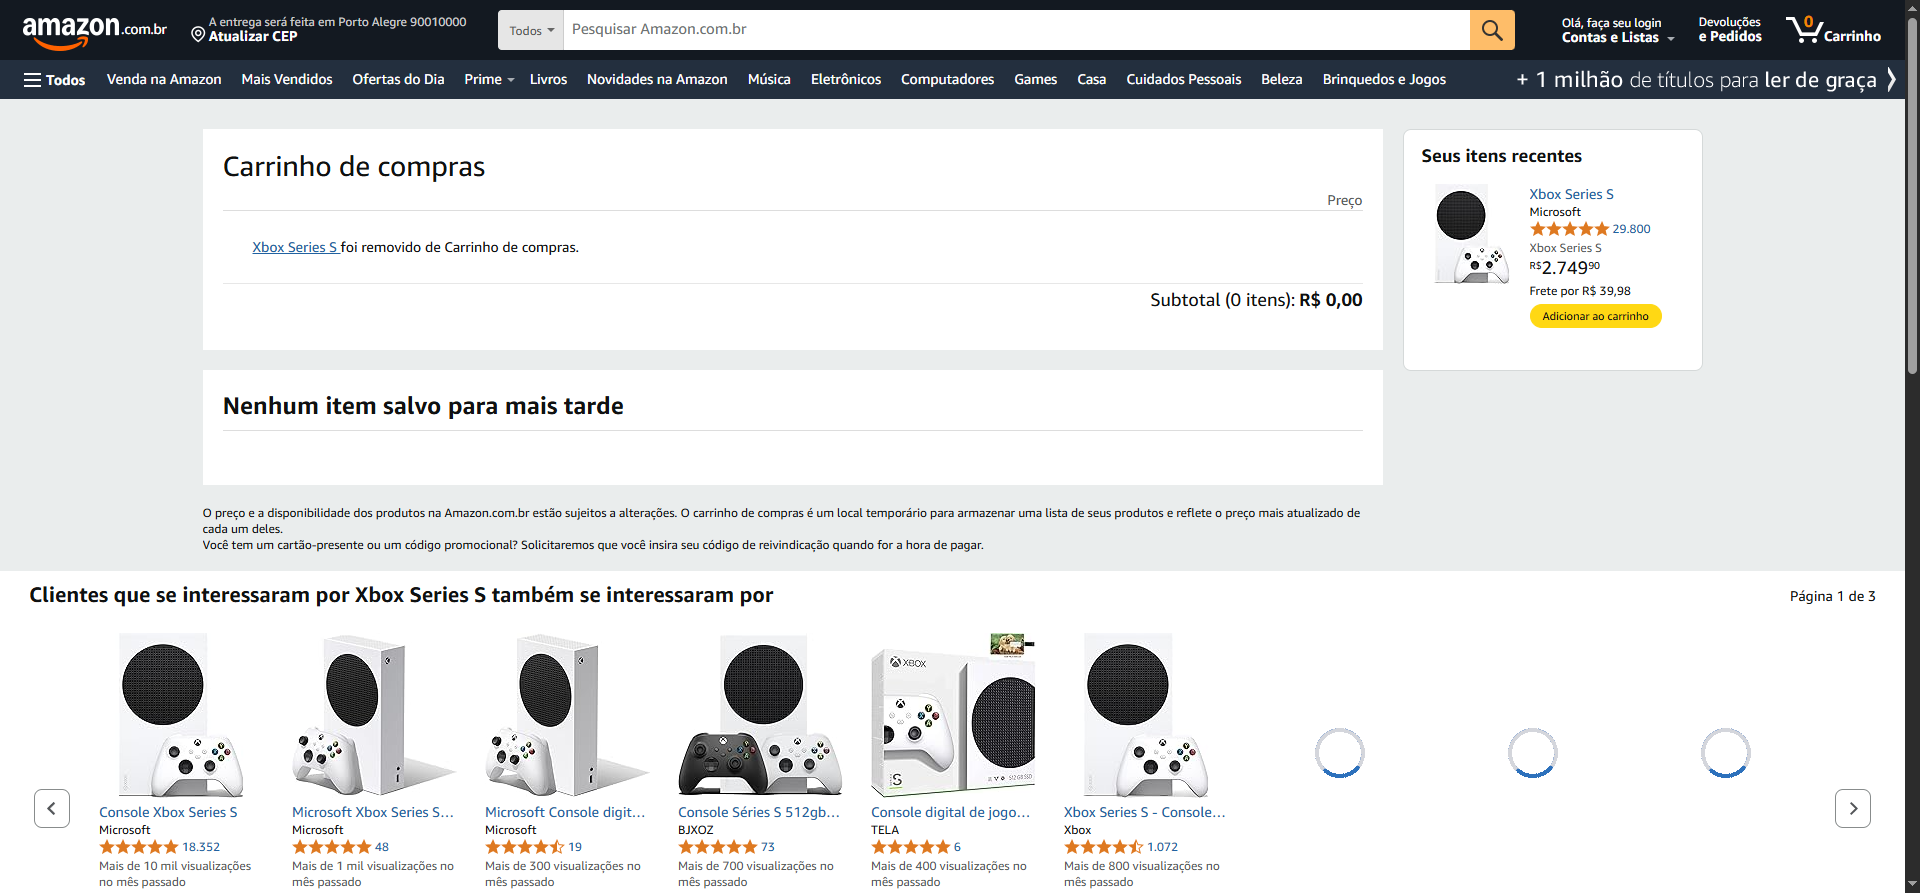 amazon.com.br
A entrega será feita em Porto Alegre 90010000
Atualizar CEP
Todos
Pesquisar Amazon.com.br
Olá, faça seu login
Contas e Listas
Devoluções
e Pedidos
0
Carrinho
Todos
Venda na Amazon
Mais Vendidos
Ofertas do Dia
Prime
Livros
Novidades na Amazon
Música
Eletrônicos
Computadores
Games
Casa
Cuidados Pessoais
Beleza
Brinquedos e Jogos
+ 1 milhão de títulos para ler de graça
Carrinho de compras
Preço
Xbox Series S foi removido de Carrinho de compras.
Subtotal (0 itens): R$ 0,00
Seus itens recentes
Xbox Series S
Microsoft
29.800
Xbox Series S
R$2.74990
Frete por R$ 39,98
Adicionar ao carrinho
Nenhum item salvo para mais tarde
O preço e a disponibilidade dos produtos na Amazon.com.br estão sujeitos a alterações. O carrinho de compras é um local temporário para armazenar uma lista de seus produtos e reflete o preço mais atualizado de
cada um deles.
Você tem um cartão-presente ou um código promocional? Solicitaremos que você insira seu código de reivindicação quando for a hora de pagar.
Clientes que se interessaram por Xbox Series S também se interessaram por
Página 1 de 3
XBOX
S
512 GB SSD
Console Xbox Series S
Microsoft
18.352
Mais de 10 mil visualizações
no mês passado
Microsoft Xbox Series S...
Microsoft
48
Mais de 1 mil visualizações no
mês passado
Microsoft Console digit...
Microsoft
19
Mais de 300 visualizações no
mês passado
Console Séries S 512gb...
BJXOZ
73
Mais de 700 visualizações no
mês passado
Console digital de jogo...
TELA
6
Mais de 400 visualizações no
mês passado
Xbox Series S - Console...
Xbox
1.072
Mais de 800 visualizações no
mês passado